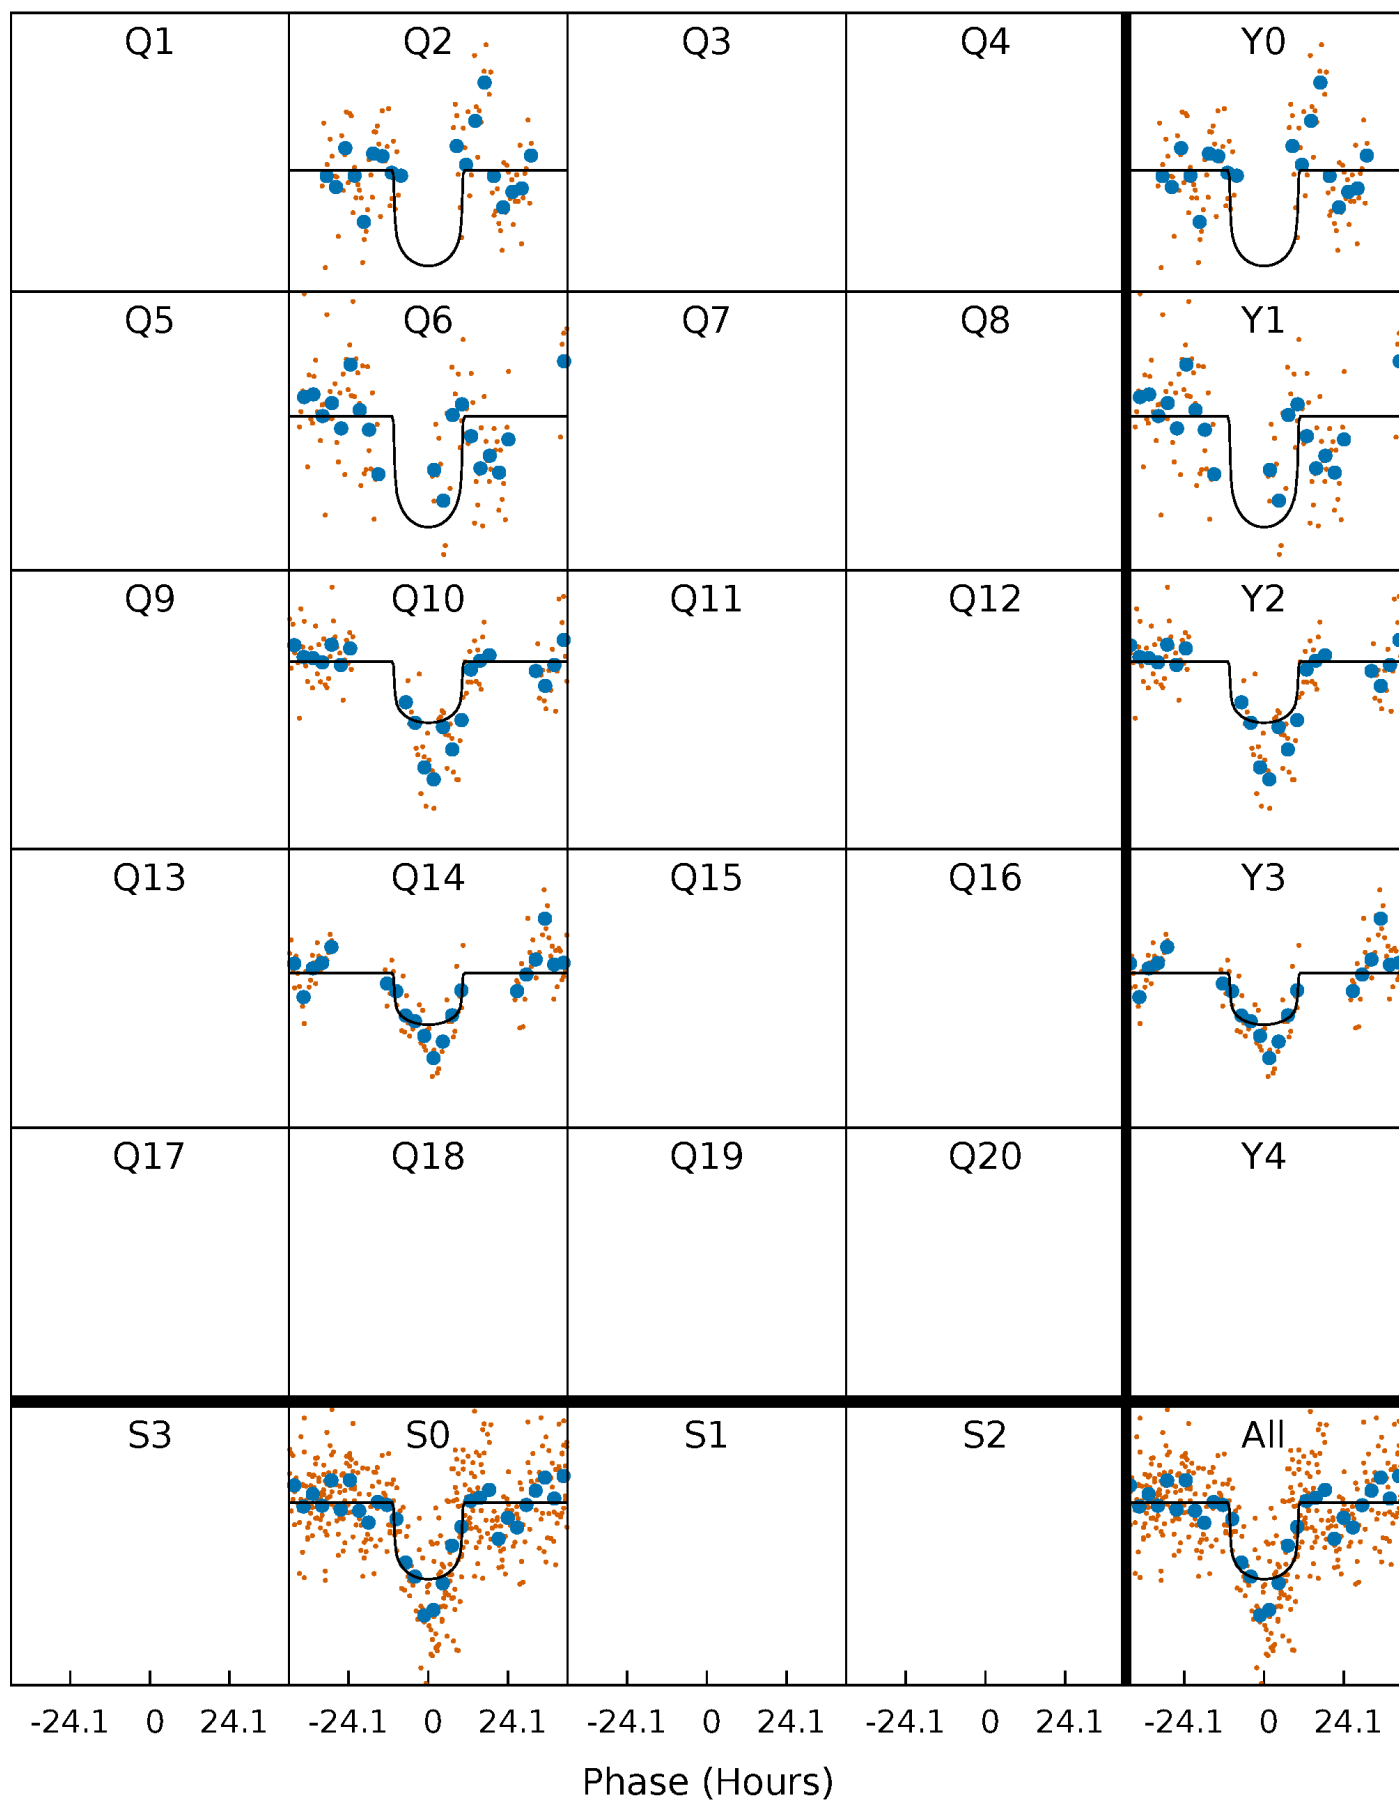 Q1 Q2 Q3 Q4 Y0
Q5 Q6 Q7 Q8 Y1
Q9 Q10 Q11 Q12 Y2
Q13 Q14 Q15 Q16 Y3
Q17 Q18 Q19 Q20 Y4
S3 S0 S1 S2 All
-24.1 0 24.1 -24.1 0 24.1 -24.1 0 24.1 -24.1 0 24.1 -24.1 0 24.1
Phase (Hours)